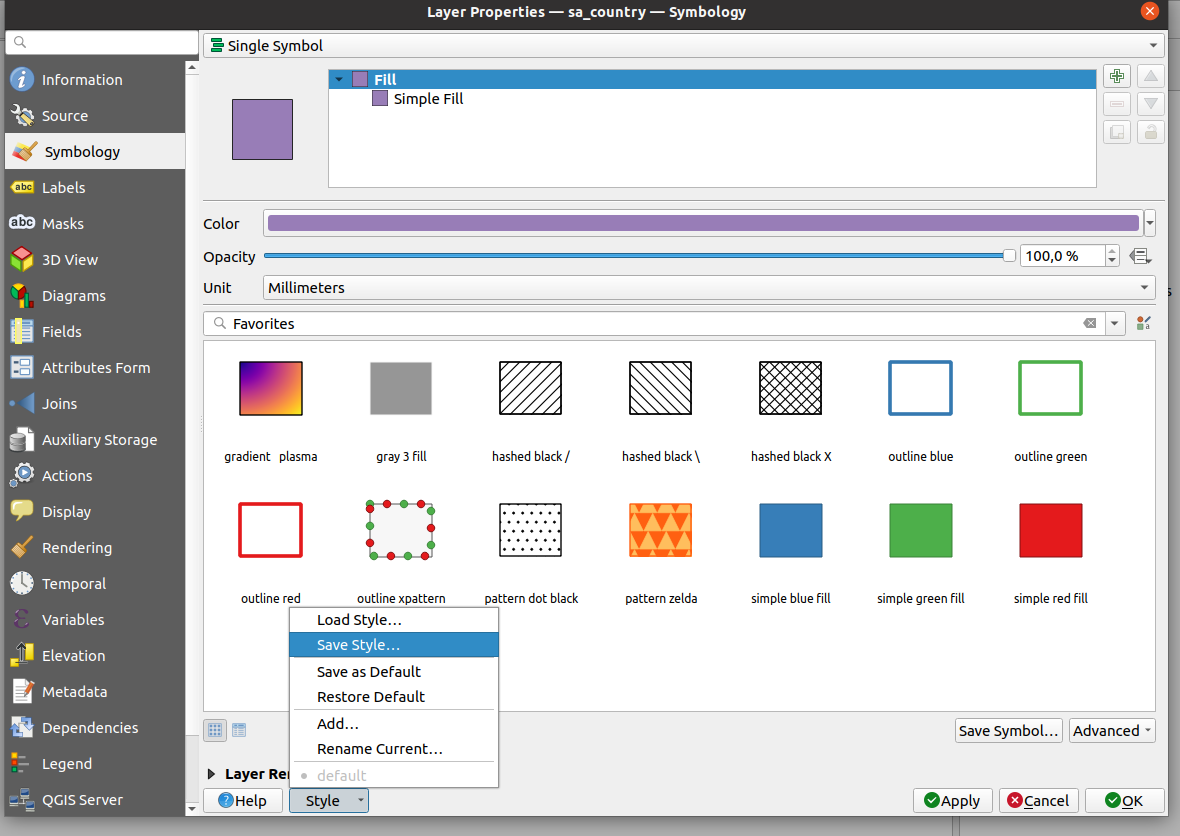 Layer Properties — sa_country — Symbology
Single Symbol
Information
Source
Symbology
Labels
Masks
3D View
Diagrams
Fields
Attributes Form
Joins
Auxiliary Storage
Actions
Display
Rendering
Temporal
Variables
Elevation
Metadata
Dependencies
Legend
QGIS Server
Fill
Simple Fill
Color
Opacity 100,0 %
Unit Millimeters
Favorites
gradient plasma
gray 3 fill
hashed black /
hashed black \
hashed black X
outline blue
outline green
outline red
outline xpattern
pattern dot black
pattern zelda
simple blue fill
simple green fill
simple red fill
Load Style…
Save Style…
Save as Default
Restore Default
Add…
Rename Current…
default
Save Symbol…
Advanced
Layer Re
Help
Style
Apply
Cancel
OK